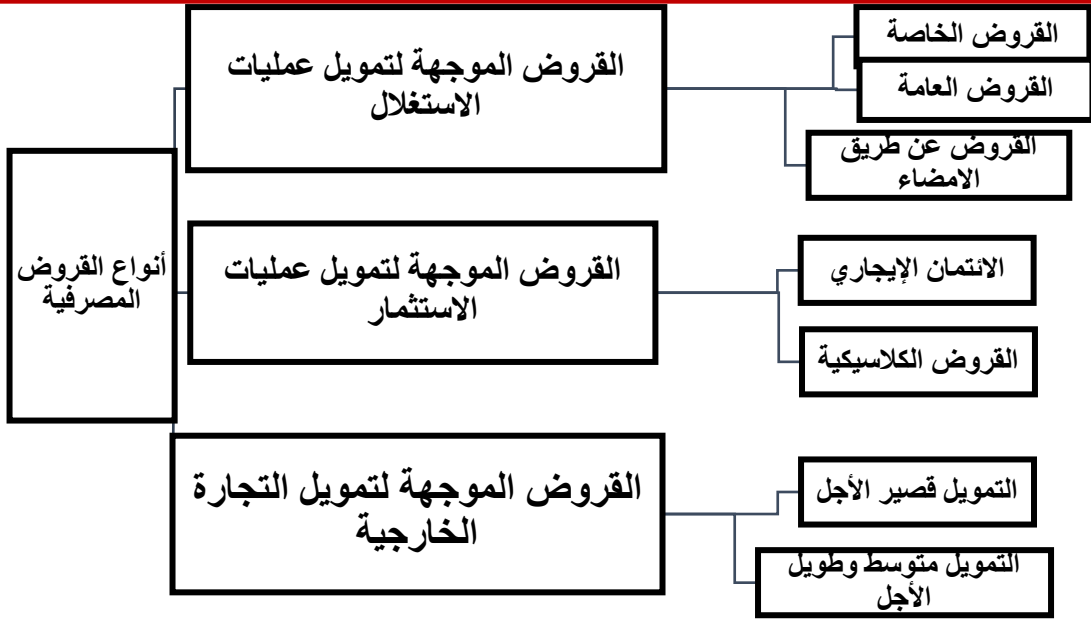 أنواع القروض
المصرفية
القروض الموجهة لتمويل عمليات
الاستغلال
القروض الخاصة
القروض العامة
القروض عن طريق
الامضاء
القروض الموجهة لتمويل عمليات
الاستثمار
الائتمان الإيجاري
القروض الكلاسيكية
القروض الموجهة لتمويل التجارة
الخارجية
التمويل قصير الأجل
التمويل متوسط وطويل
الأجل